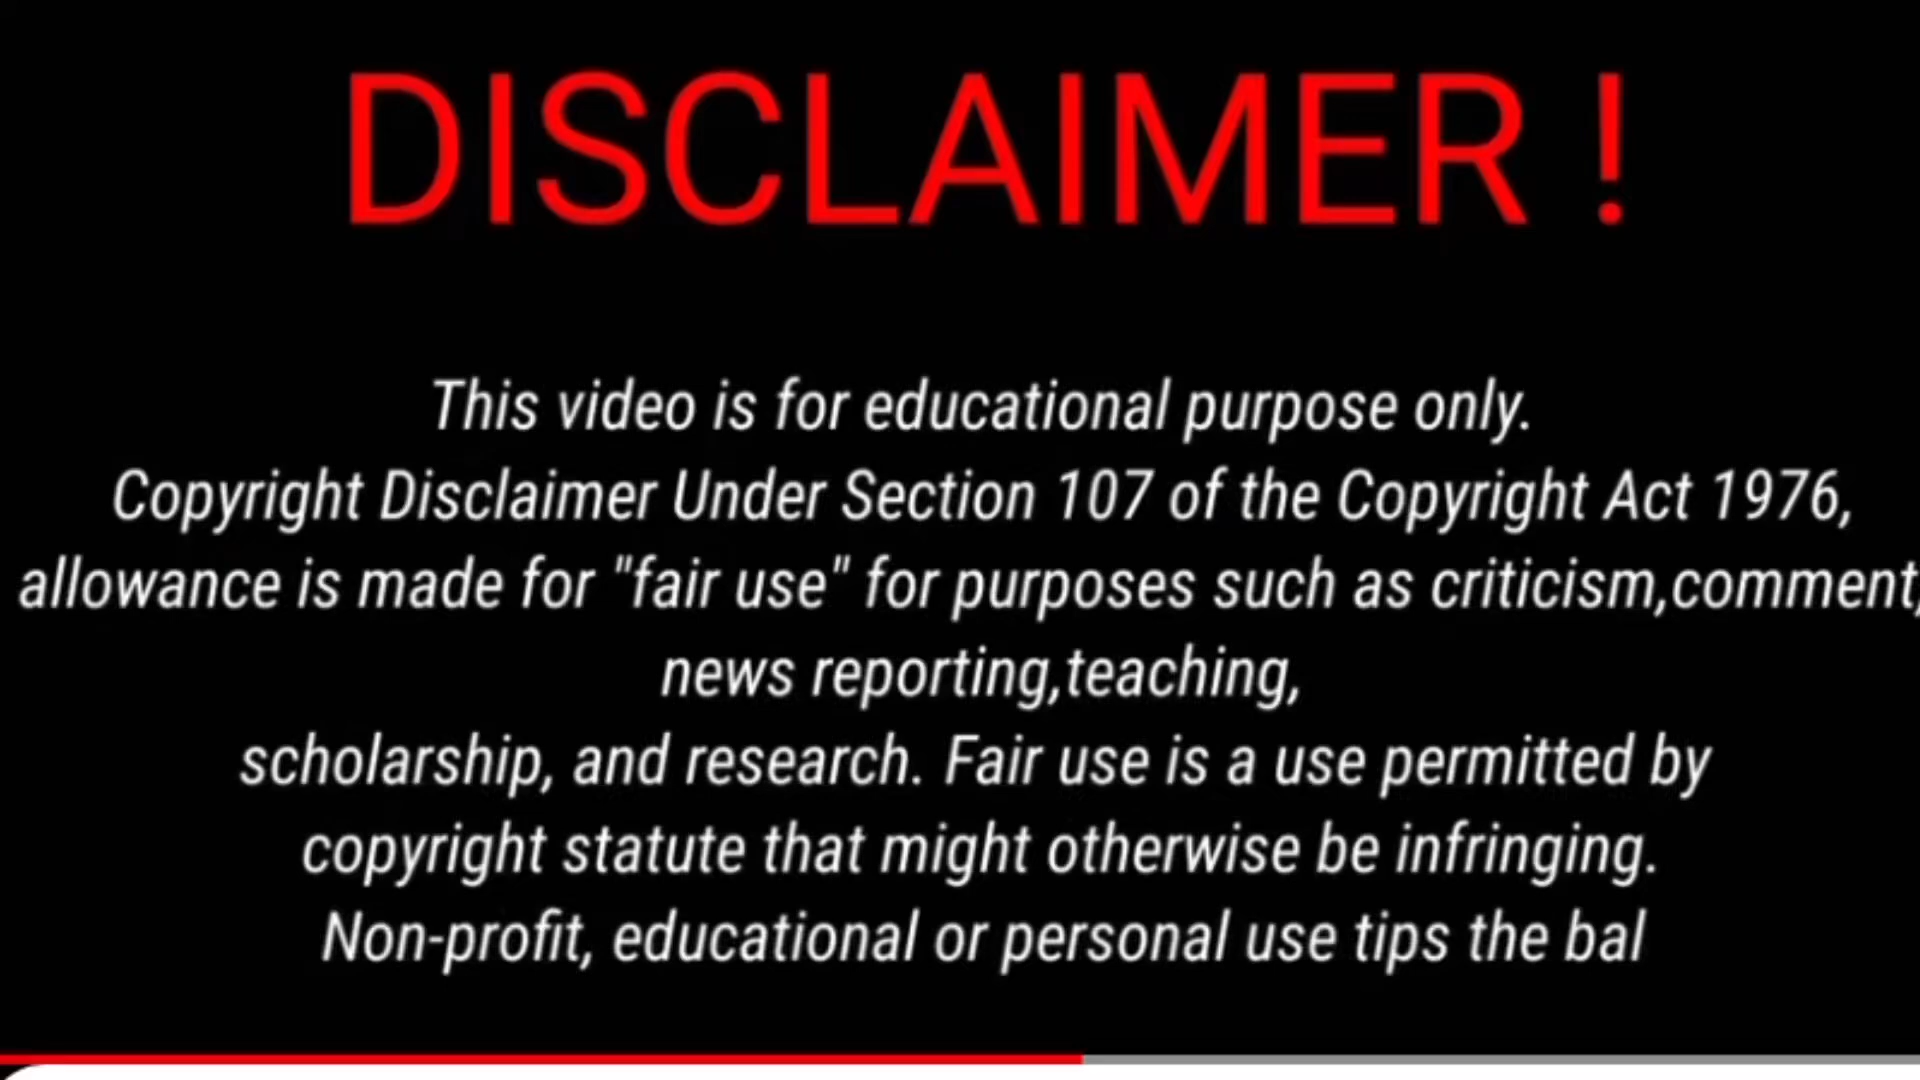 DISCLAIMER !
This video is for educational purpose only.
Copyright Disclaimer Under Section 107 of the Copyright Act 1976,
allowance is made for "fair use" for purposes such as criticism,comment,
news reporting,teaching,
scholarship, and research. Fair use is a use permitted by
copyright statute that might otherwise be infringing.
Non-profit, educational or personal use tips the bal